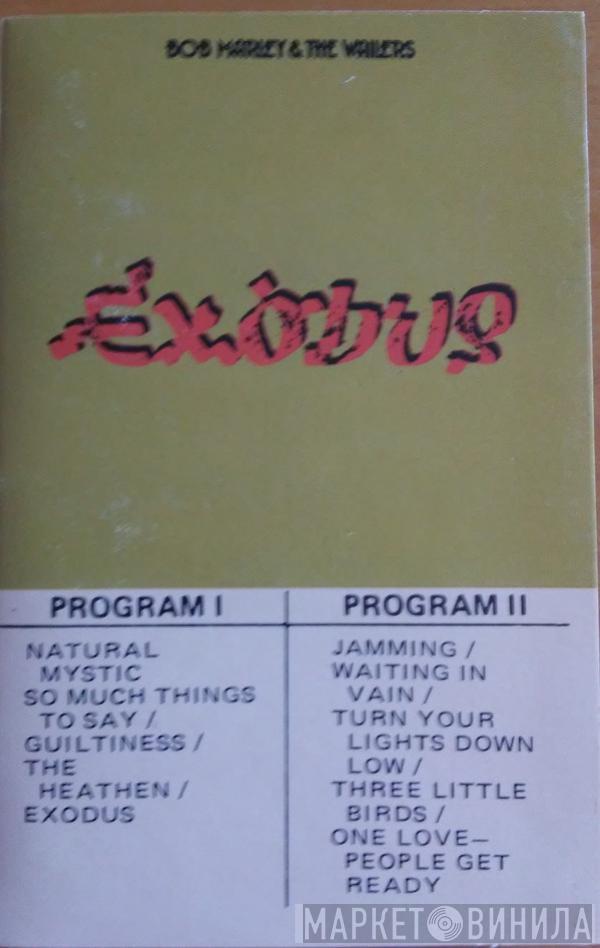 BOB MARLEY & THE WAILERS
EXODUS
PROGRAM I
NATURAL
MYSTIC
SO MUCH THINGS
TO SAY /
GUILTINESS /
THE
HEATHEN /
EXODUS
PROGRAM II
JAMMING /
WAITING IN
VAIN /
TURN YOUR
LIGHTS DOWN
LOW /
THREE LITTLE
BIRDS /
ONE LOVE—
PEOPLE GET
READY
МАРКЕТ ВИНИЛА